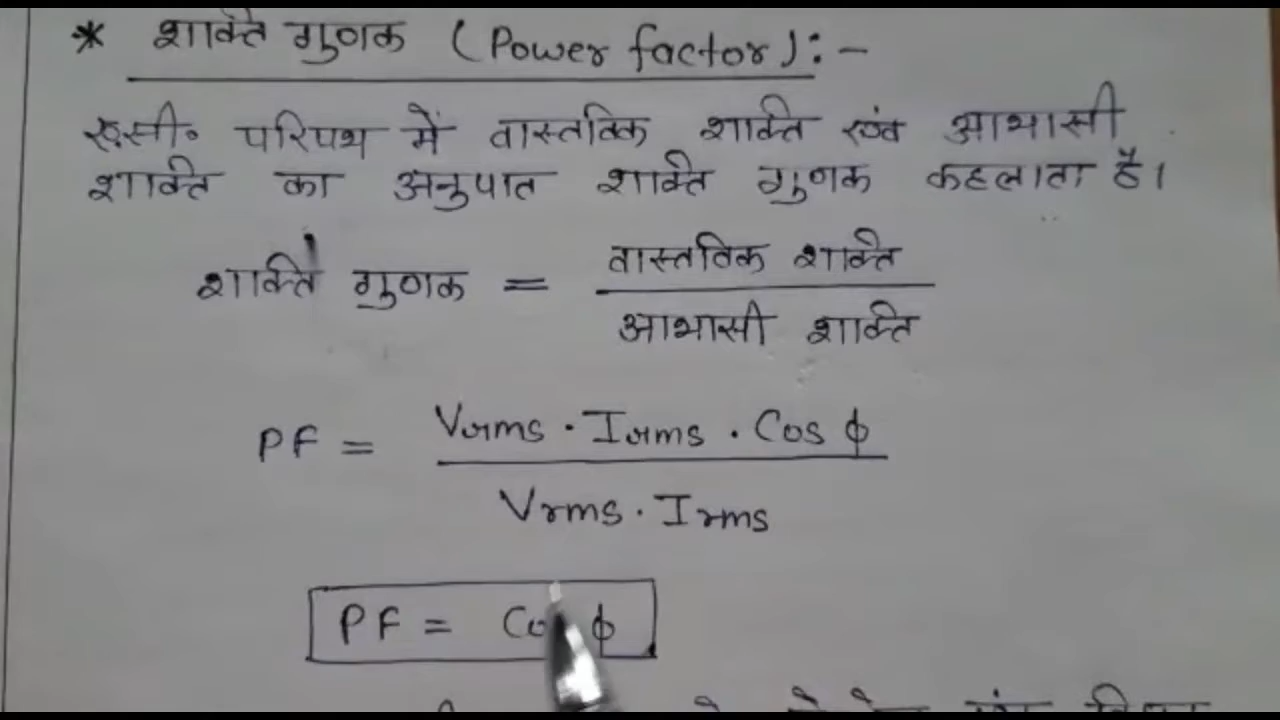 * शक्ति गुणक (Power factor):-
ए.सी. परिपथ में वास्तविक शक्ति एवं आभासी
शक्ति का अनुपात शक्ति गुणक कहलाता है।
शक्ति गुणक = वास्तविक शक्ति
आभासी शक्ति
PF = Vrms · Irms · Cos ϕ
Vrms · Irms
PF = Cos ϕ